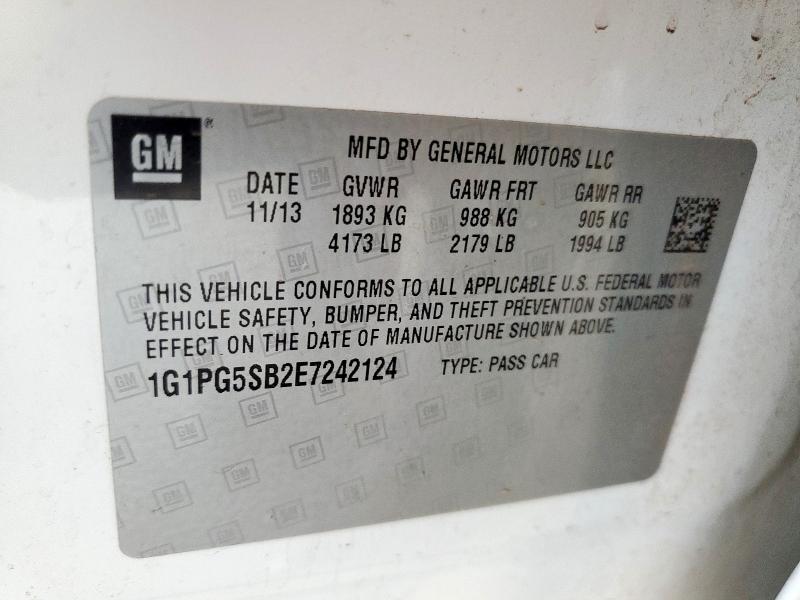 GM®
MFD BY GENERAL MOTORS LLC
DATE GVWR GAWR FRT GAWR RR
11/13 1893 KG 988 KG 905 KG
4173 LB 2179 LB 1994 LB
THIS VEHICLE CONFORMS TO ALL APPLICABLE U.S. FEDERAL MOTOR
VEHICLE SAFETY, BUMPER, AND THEFT PREVENTION STANDARDS IN
EFFECT ON THE DATE OF MANUFACTURE SHOWN ABOVE.
1G1PG5SB2E7242124 TYPE: PASS CAR